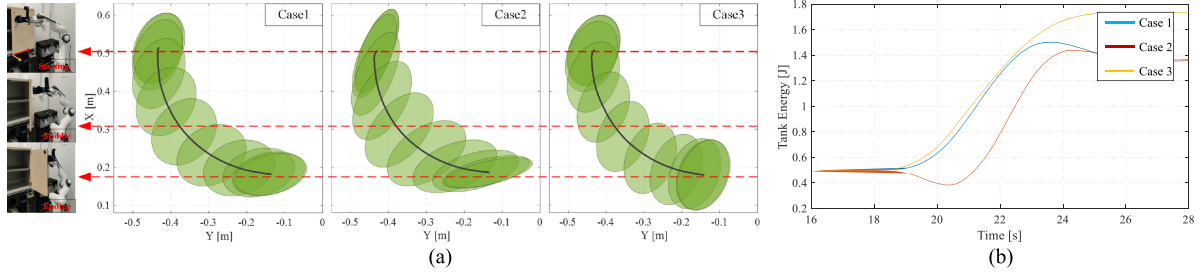 Case1
Case2
Case3
X [m]
0.6
0.5
0.4
0.3
0.2
0.1
-0.5 -0.4 -0.3 -0.2 -0.1 0
-0.5 -0.4 -0.3 -0.2 -0.1 0
-0.5 -0.4 -0.3 -0.2 -0.1 0
Y [m]
Y [m]
Y [m]
Starting
Ending
(a)
Tank Energy [J]
1.8
1.6
1.4
1.2
1
0.8
0.6
0.4
0.2
16 18 20 22 24 26 28
Time [s]
Case 1
Case 2
Case 3
(b)